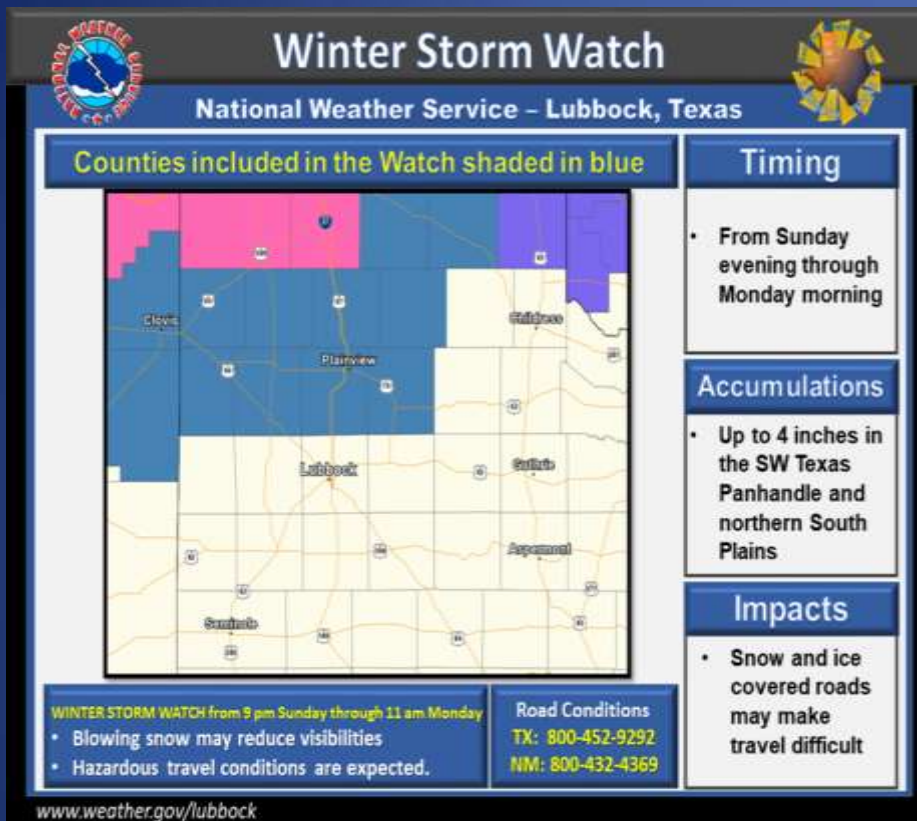 Winter Storm Watch
NATIONAL WEATHER SERVICE
National Weather Service – Lubbock, Texas
Counties included in the Watch shaded in blue
Clovis
Plainview
Childress
Lubbock
Guthrie
Aspermont
Seminole
WINTER STORM WATCH from 9 pm Sunday through 11 am Monday
• Blowing snow may reduce visibilities
• Hazardous travel conditions are expected.
Road Conditions
TX: 800-452-9292
NM: 800-432-4369
Timing
• From Sunday
evening through
Monday morning
Accumulations
• Up to 4 inches in
the SW Texas
Panhandle and
northern South
Plains
Impacts
• Snow and ice
covered roads
may make
travel difficult
www.weather.gov/lubbock